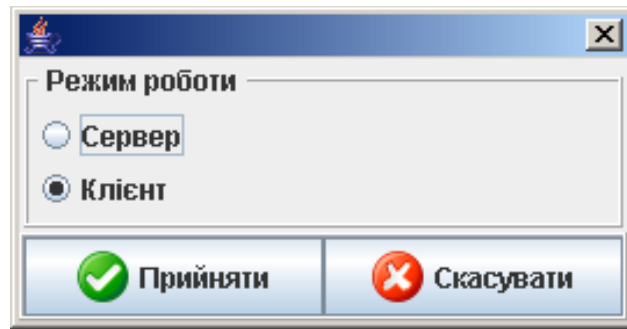 Режим роботи
Сервер
Клієнт
Прийняти
Скасувати